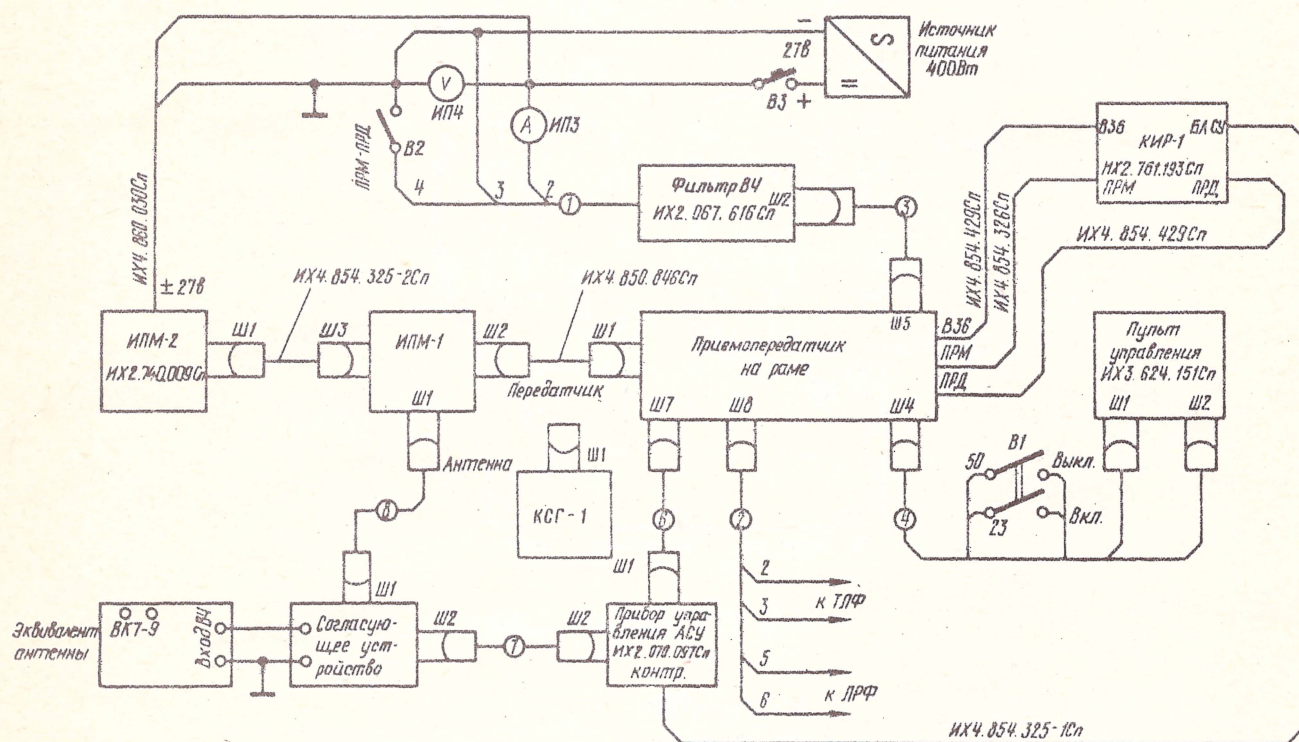 −
27в
Источник
питания
400Вт
V
ИП4
В3
+
А
ИП3
ПРМ-ПРД
В2
4
3
2
1
Фильтр ВЧ
ИХ2. 067. 616Сп
Ш2
3
В36
БЛ СУ
КИР-1
ИХ2. 761.193Сп
ПРМ
ПРД
ИХ4. 860. 030Сп
± 27в
ИХ4. 854. 325-2Сп
ИХ4. 850. 846Сп
ИХ4. 854. 429Сп
ИХ4. 854. 326Сп
ИХ4. 854. 429Сп
ИПМ-2
ИХ2.740.009Сп
Ш1
Ш3
ИПМ-1
Ш2
Ш1
Передатчик
Ш1
Ш5
Приемопередатчик
на раме
В36
ПРМ
ПРД
Ш7
Ш8
Ш4
Пульт
управления
ИХ3. 624. 151Сп
Ш1
Ш2
Антенна
Ш1
КСГ-1
8
6
2
4
50
В1
Выкл.
23
Вкл.
Ш1
Ш1
Эквивалент
антенны
ВК7-9
Вход ВЧ
Согласую-
щее уст-
ройство
Ш2
7
Ш2
Прибор упра-
вления АСУ
ИХ2. 070. 097Сп
контр.
2
к ТЛФ
3
5
к ЛРФ
6
ИХ4. 854. 325-1Сп